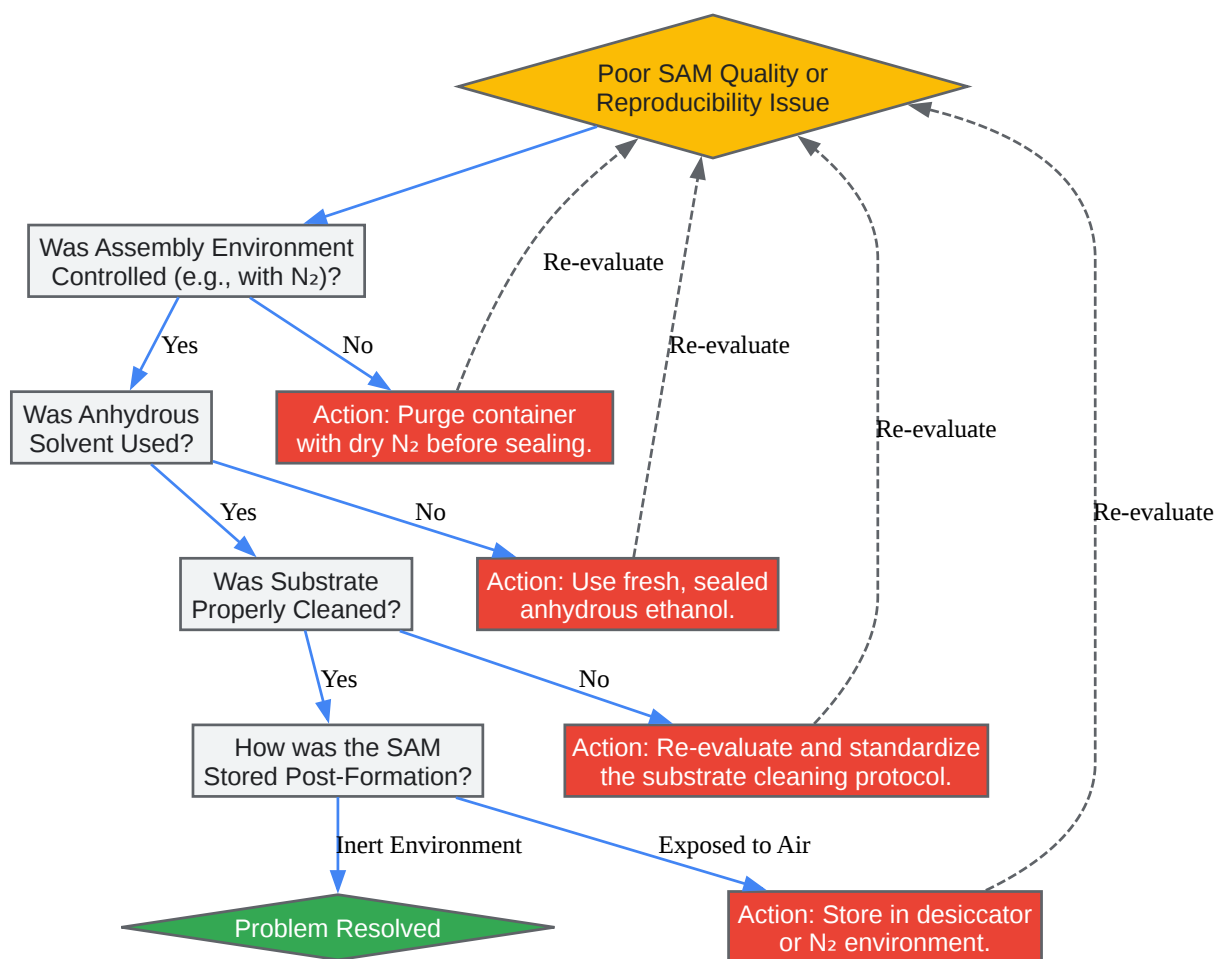 Poor SAM Quality or
Reproducibility Issue
Was Assembly Environment
Controlled (e.g., with N₂)?
Re-evaluate
Yes
No
Re-evaluate
Was Anhydrous
Solvent Used?
Action: Purge container
with dry N₂ before sealing.
Re-evaluate
Yes
No
Re-evaluate
Was Substrate
Properly Cleaned?
Action: Use fresh, sealed
anhydrous ethanol.
Yes
No
How was the SAM
Stored Post-Formation?
Action: Re-evaluate and standardize
the substrate cleaning protocol.
Inert Environment
Exposed to Air
Problem Resolved
Action: Store in desiccator
or N₂ environment.